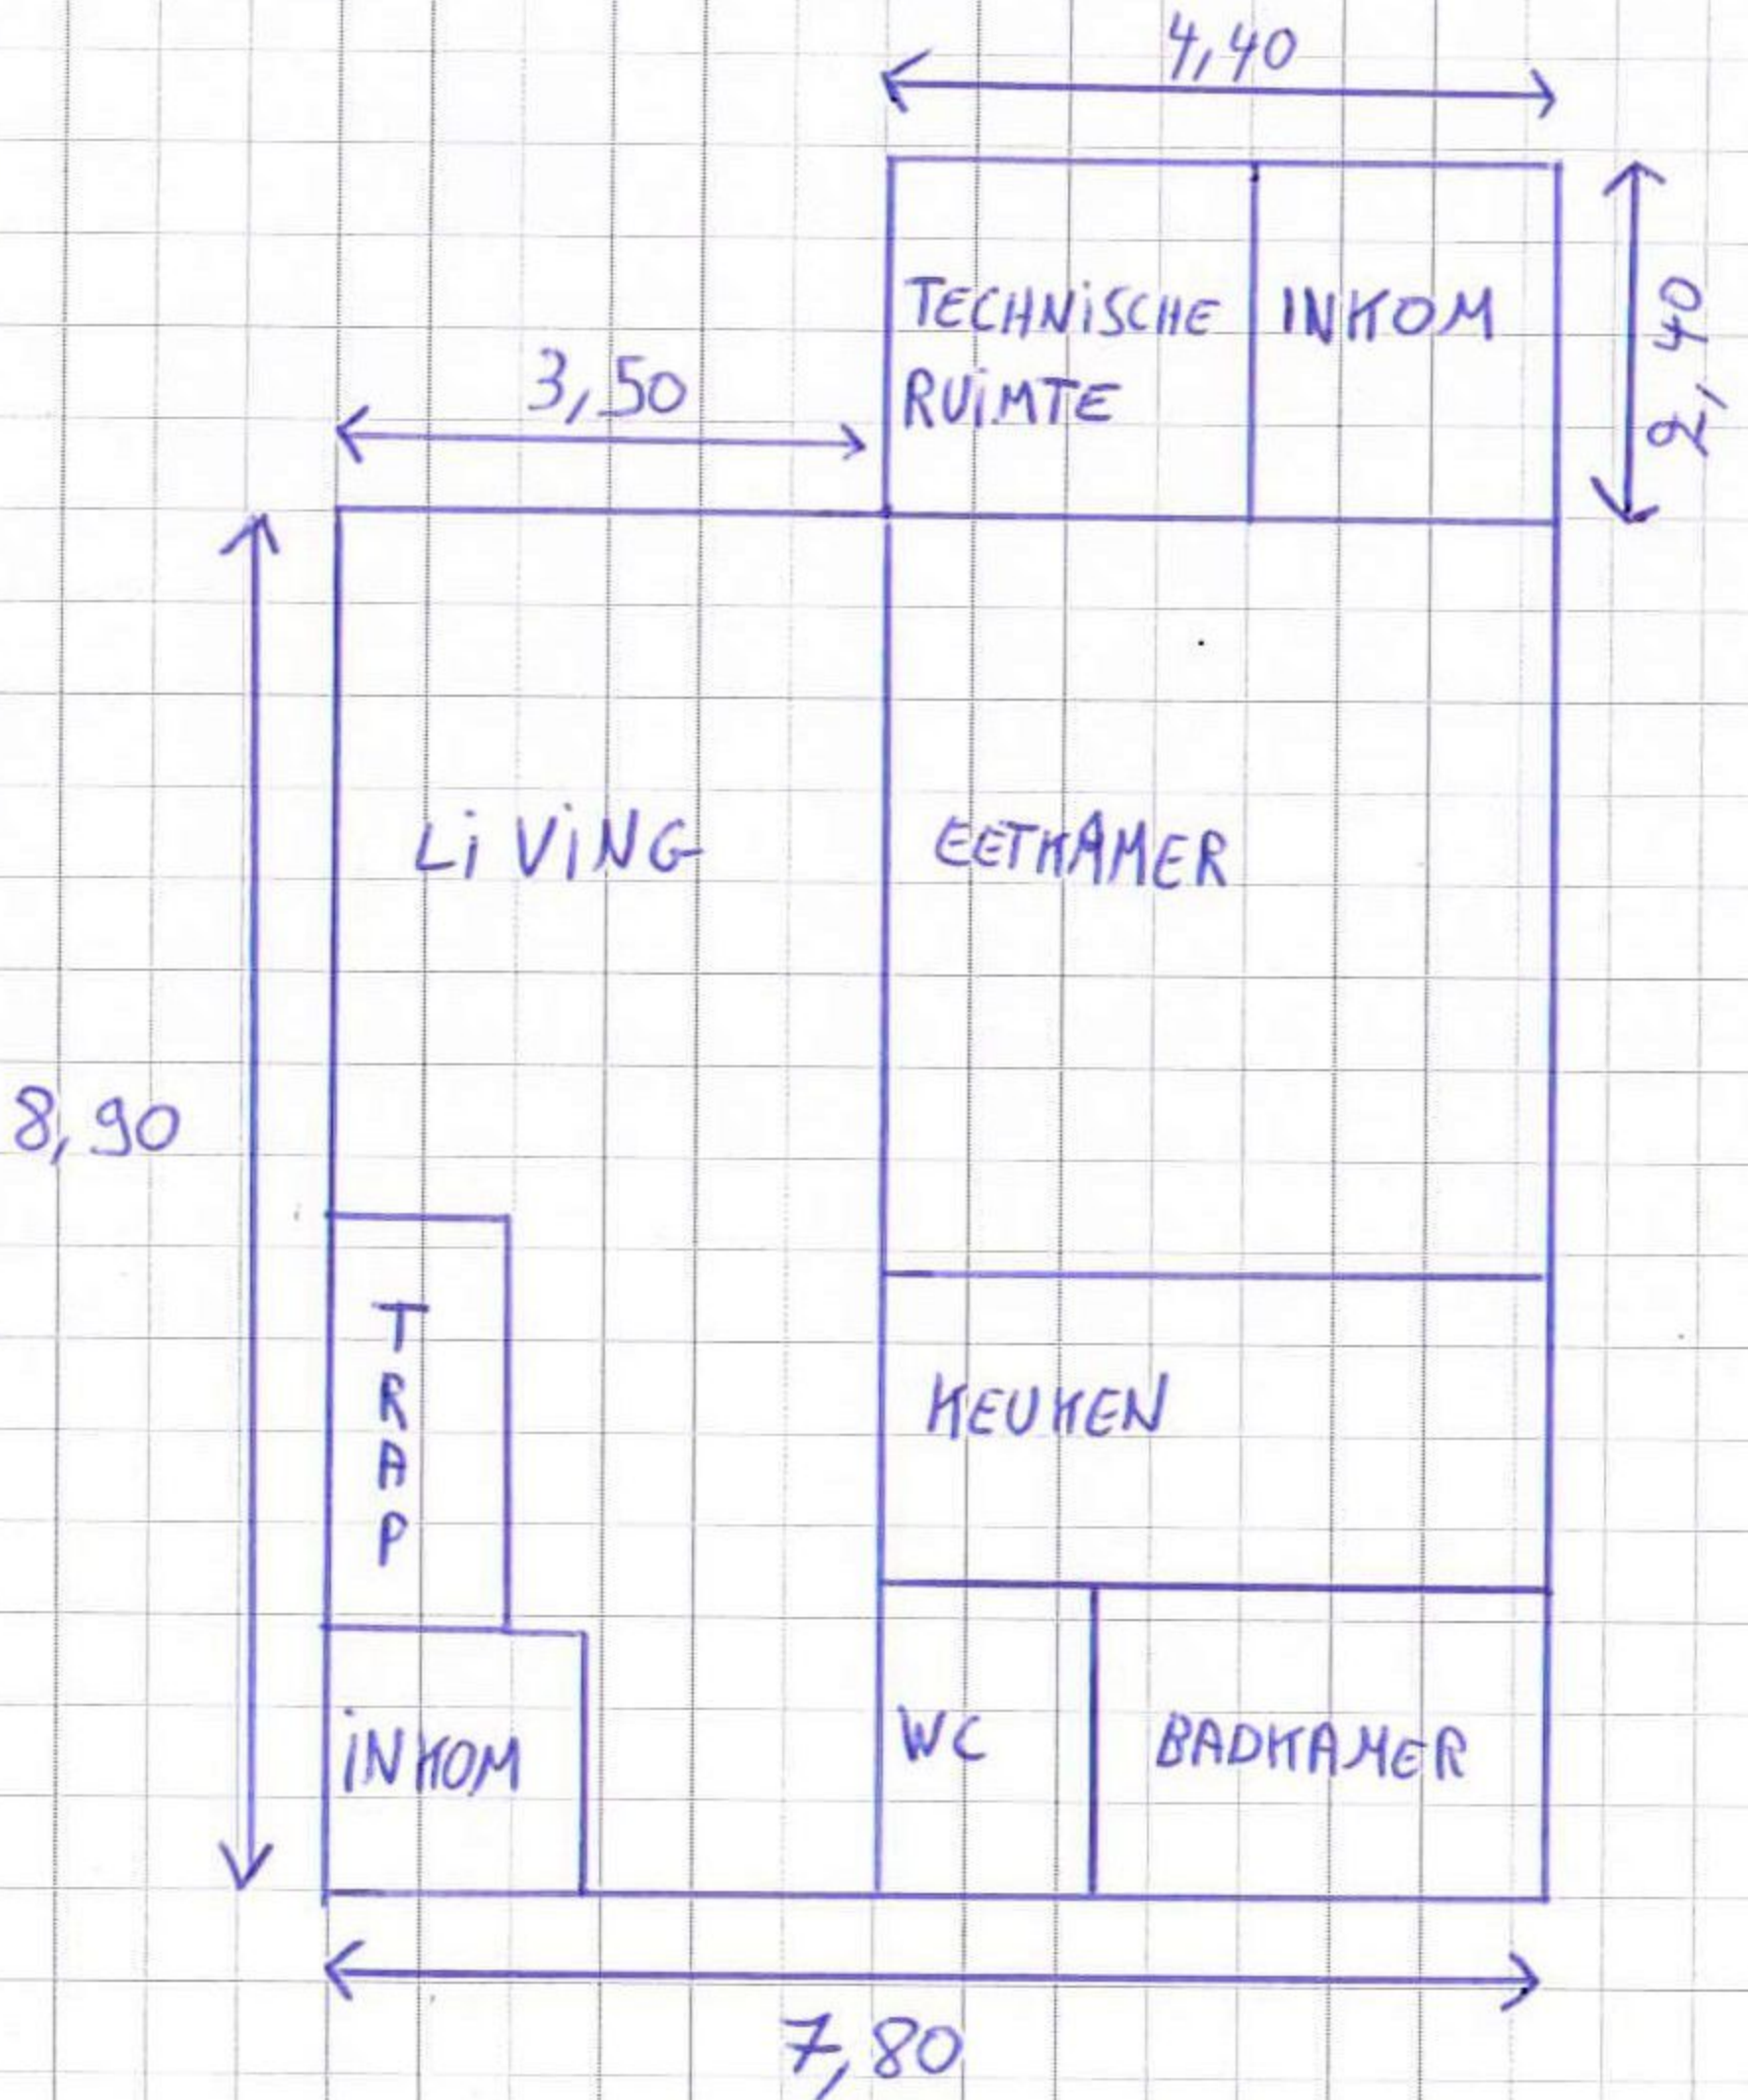 4,40
TECHNiSCHE
RUiMTE
INKOM
2,40
3,50
LiViNG
EETKAMER
8,90
TRAP
KEUKEN
iNKOM
WC
BADKAMER
7,80